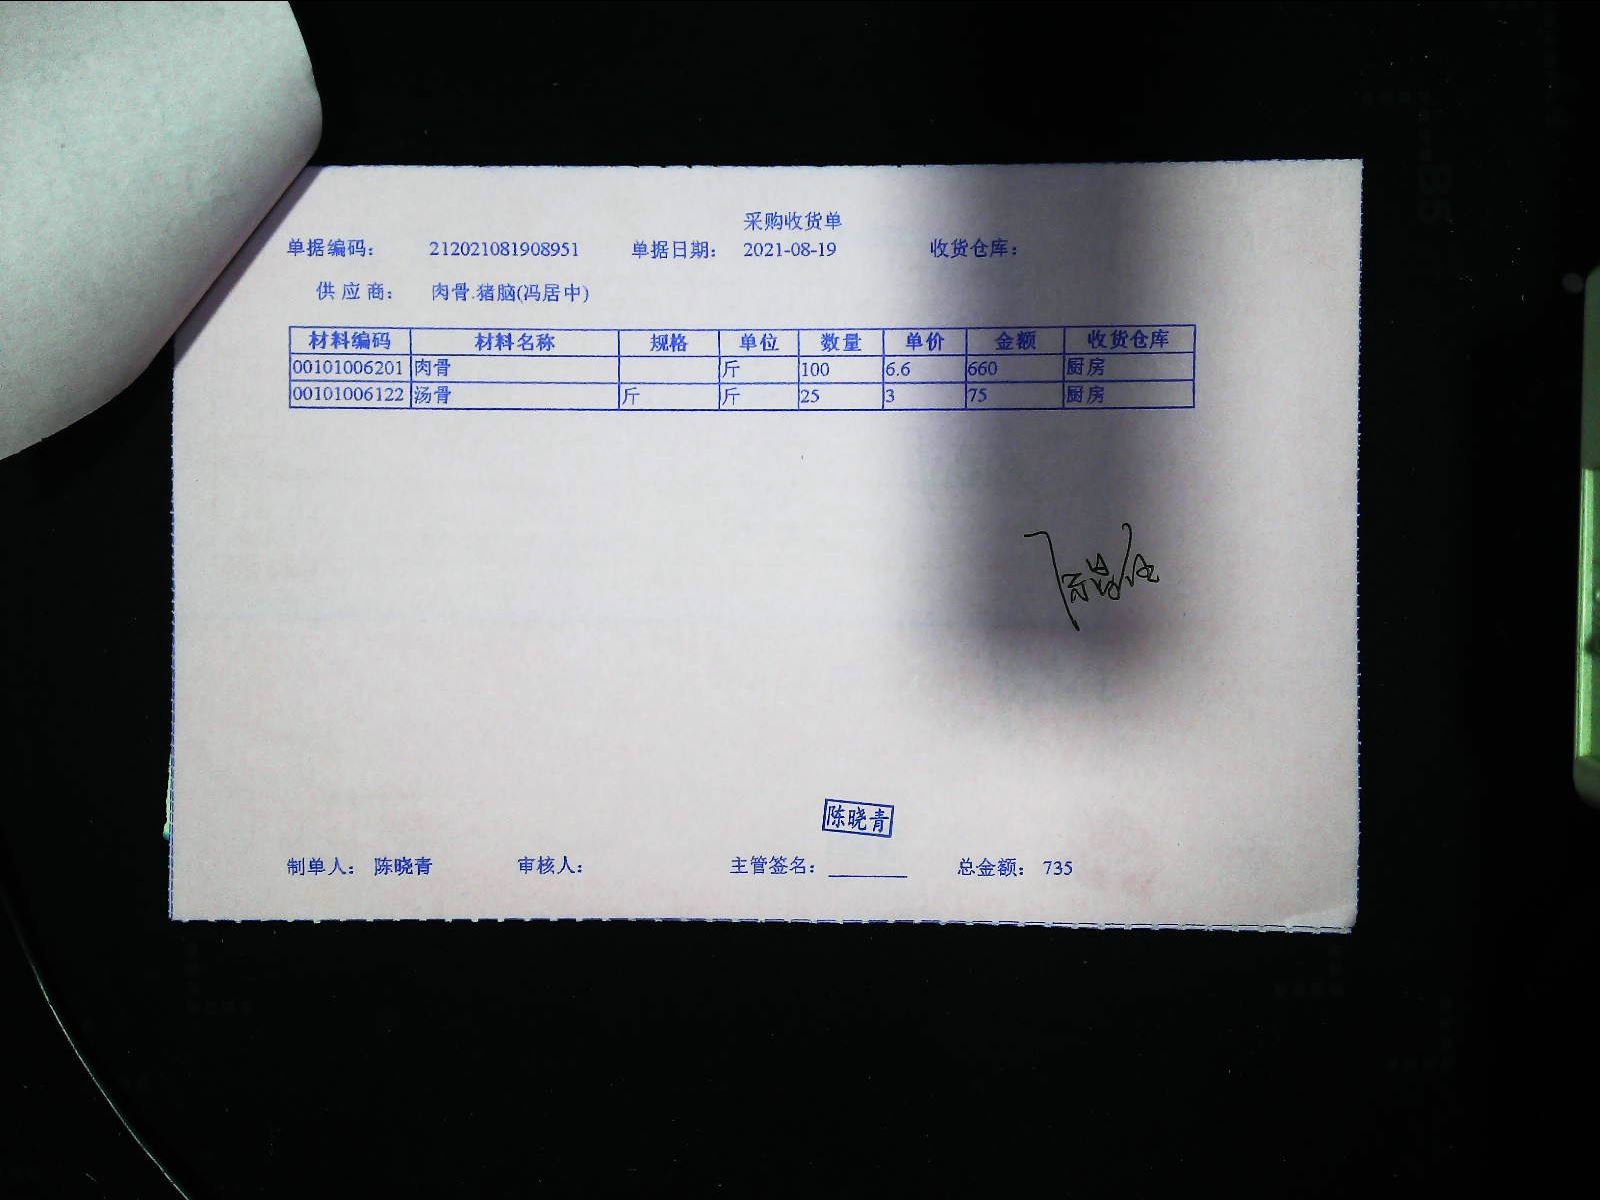 采购收货单
单据编码： 212021081908951 单据日期： 2021-08-19 收货仓库：
供 应 商： 肉骨.猪脑(冯居中)
材料编码 材料名称 规格 单位 数量 单价 金额 收货仓库
00101006201 肉骨 斤 100 6.6 660 厨房
00101006122 汤骨 斤 斤 25 3 75 厨房
陈晓青
制单人： 陈晓青 审核人： 主管签名： 总金额： 735